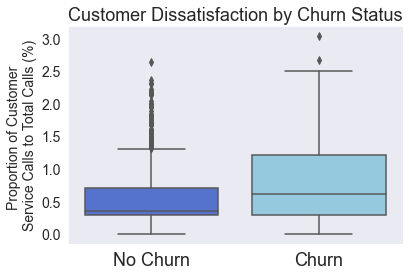 Customer Dissatisfaction by Churn Status
Proportion of Customer
Service Calls to Total Calls (%)
3.0
2.5
2.0
1.5
1.0
0.5
0.0
No Churn
Churn